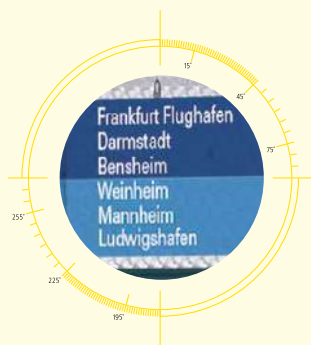 15°
45°
75°
Frankfurt Flughafen
Darmstadt
Bensheim
Weinheim
Mannheim
Ludwigshafen
255°
225°
195°